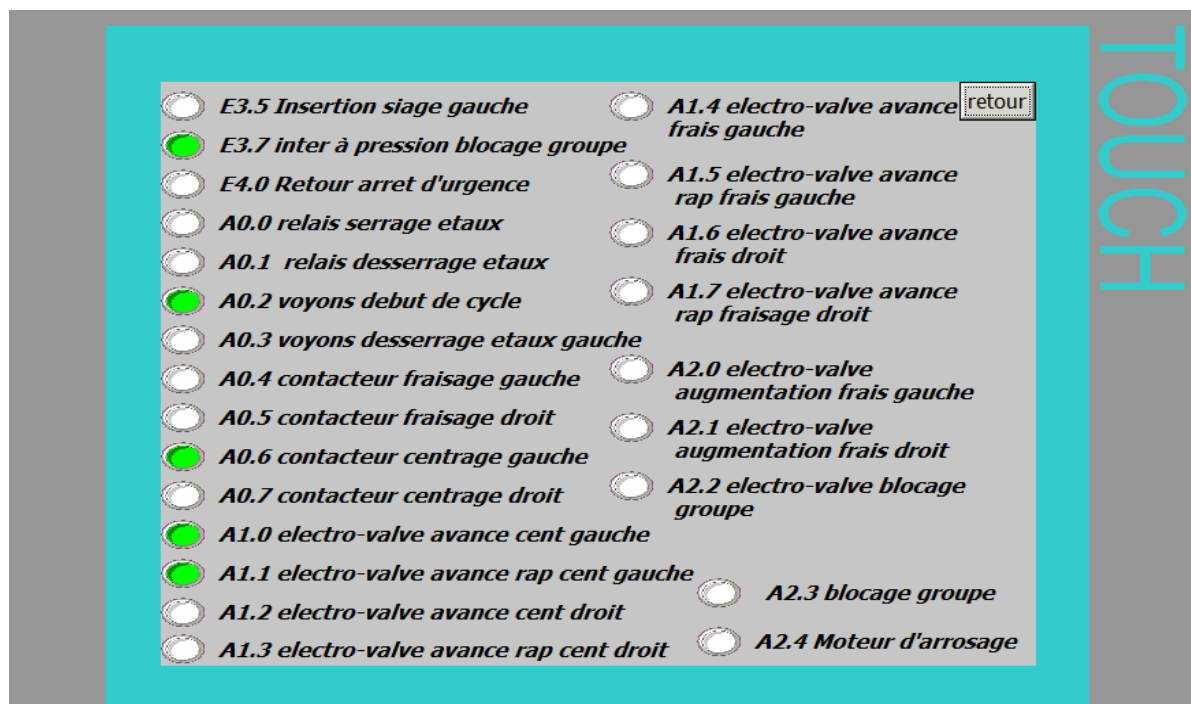 E3.5 Insertion siage gauche
E3.7 inter à pression blocage groupe
E4.0 Retour arret d'urgence
A0.0 relais serrage etaux
A0.1 relais desserrage etaux
A0.2 voyons debut de cycle
A0.3 voyons desserrage etaux gauche
A0.4 contacteur fraisage gauche
A0.5 contacteur fraisage droit
A0.6 contacteur centrage gauche
A0.7 contacteur centrage droit
A1.0 electro-valve avance cent gauche
A1.1 electro-valve avance rap cent gauche
A1.2 electro-valve avance cent droit
A1.3 electro-valve avance rap cent droit
A1.4 electro-valve avance
frais gauche
A1.5 electro-valve avance
rap frais gauche
A1.6 electro-valve avance
frais droit
A1.7 electro-valve avance
rap fraisage droit
A2.0 electro-valve
augmentation frais gauche
A2.1 electro-valve
augmentation frais droit
A2.2 electro-valve blocage
groupe
A2.3 blocage groupe
A2.4 Moteur d'arrosage
retour
TOUCH